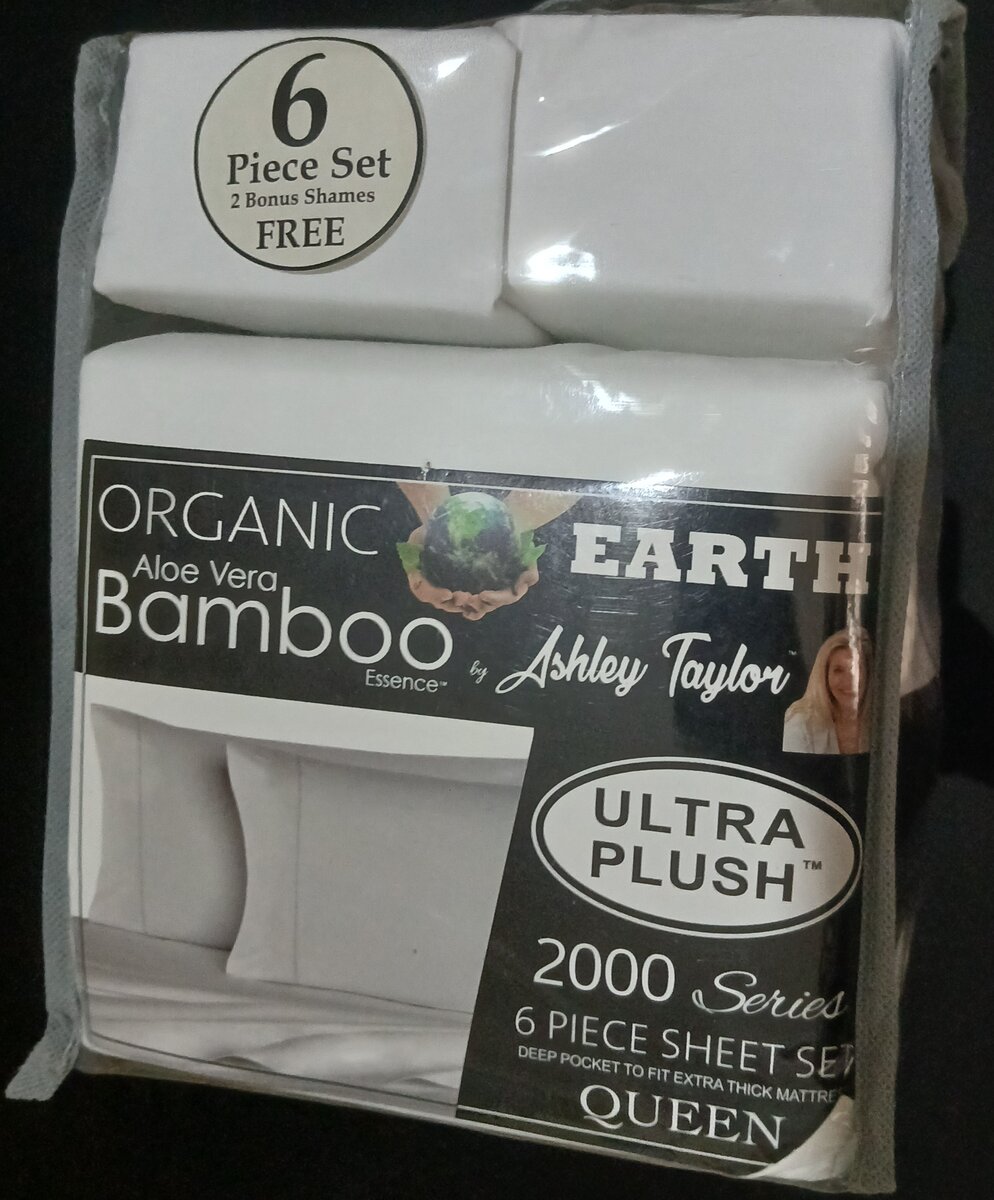 6
Piece Set
2 Bonus Shames
FREE
ORGANIC
Aloe Vera
Bamboo
Essence™
EARTH
by Ashley Taylor™
ULTRA
PLUSH™
2000 Series
6 PIECE SHEET SET
DEEP POCKET TO FIT EXTRA THICK MATTRE
QUEEN